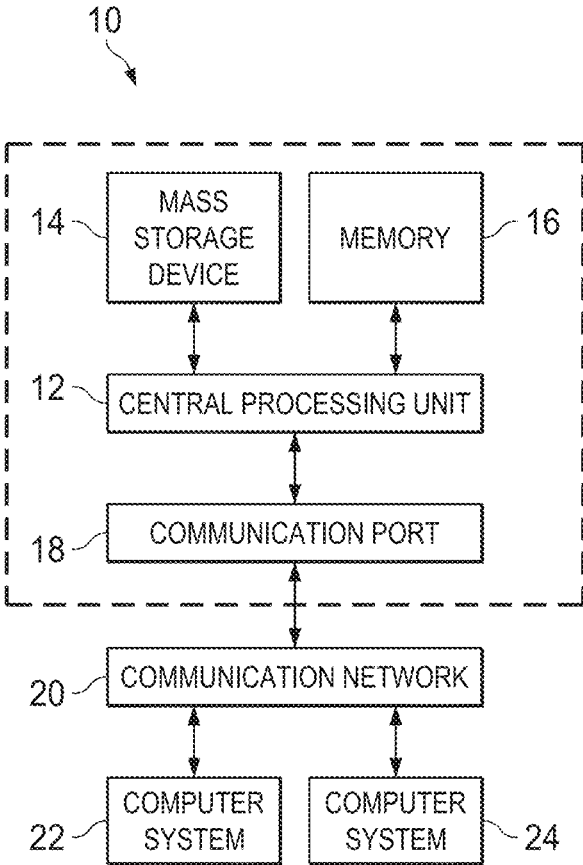 10
14
MASS
STORAGE
DEVICE
MEMORY
16
12
CENTRAL PROCESSING UNIT
18
COMMUNICATION PORT
20
COMMUNICATION NETWORK
22
COMPUTER
SYSTEM
COMPUTER
SYSTEM
24